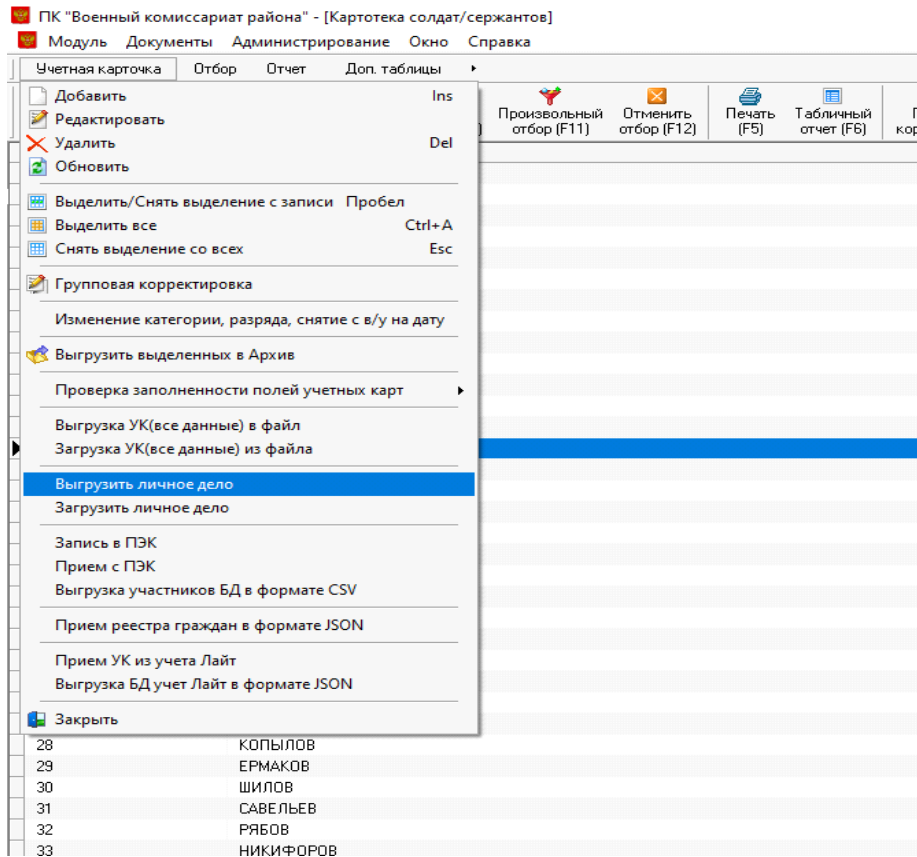 ПК "Военный комиссариат района" - [Картотека солдат/сержантов]
Модуль Документы Администрирование Окно Справка
Учетная карточка Отбор Отчет Доп. таблицы
Добавить Ins
Редактировать
Удалить Del
Обновить
Произвольный отбор (F11)
Отменить отбор (F12)
Печать (F5)
Табличный отчет (F6)
Выделить/Снять выделение с записи Пробел
Выделить все Ctrl+A
Снять выделение со всех Esc
Групповая корректировка
Изменение категории, разряда, снятие с в/у на дату
Выгрузить выделенных в Архив
Проверка заполненности полей учетных карт
Выгрузка УК(все данные) в файл
Загрузка УК(все данные) из файла
Выгрузить личное дело
Загрузить личное дело
Запись в ПЭК
Прием с ПЭК
Выгрузка участников БД в формате CSV
Прием реестра граждан в формате JSON
Прием УК из учета Лайт
Выгрузка БД учет Лайт в формате JSON
Закрыть
28 КОПЫЛОВ
29 ЕРМАКОВ
30 ШИЛОВ
31 САВЕЛЬЕВ
32 РЯБОВ
33 НИКИФОРОВ